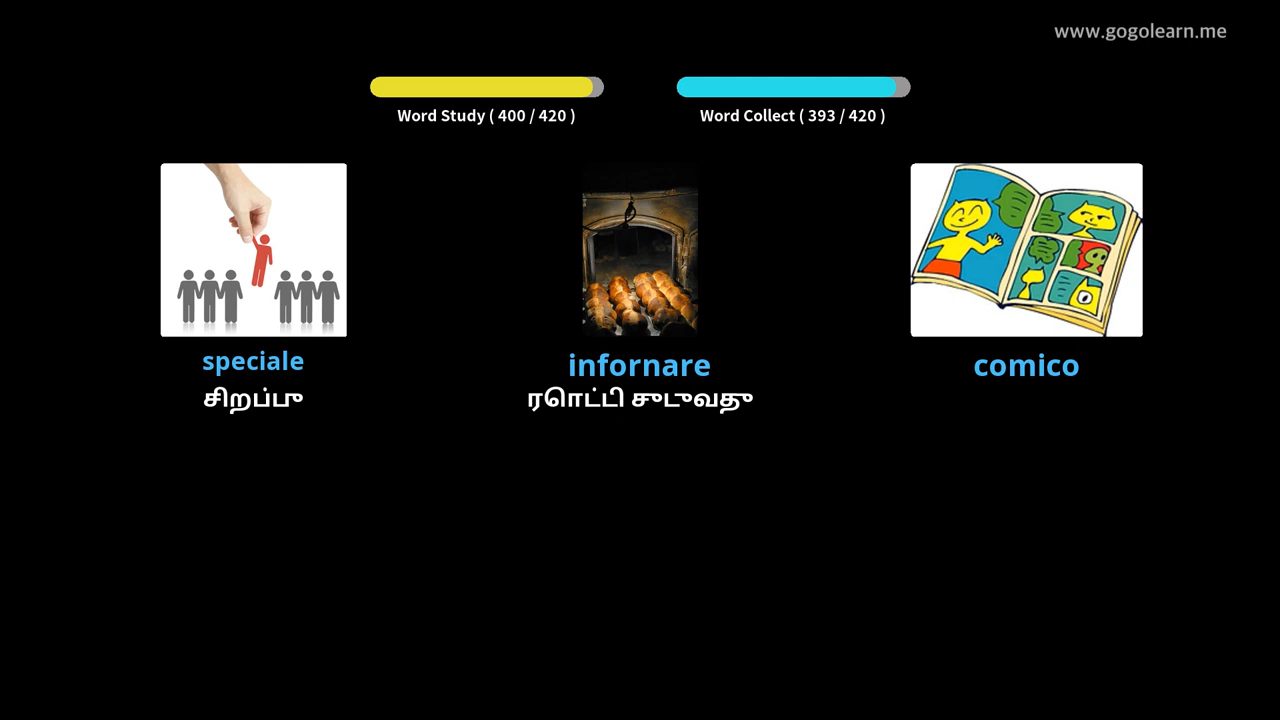 www.gogolearn.me
Word Study ( 400 / 420 )
Word Collect ( 393 / 420 )
speciale
infornare
comico
சிறப்பு
ரொட்டி சுடுவது